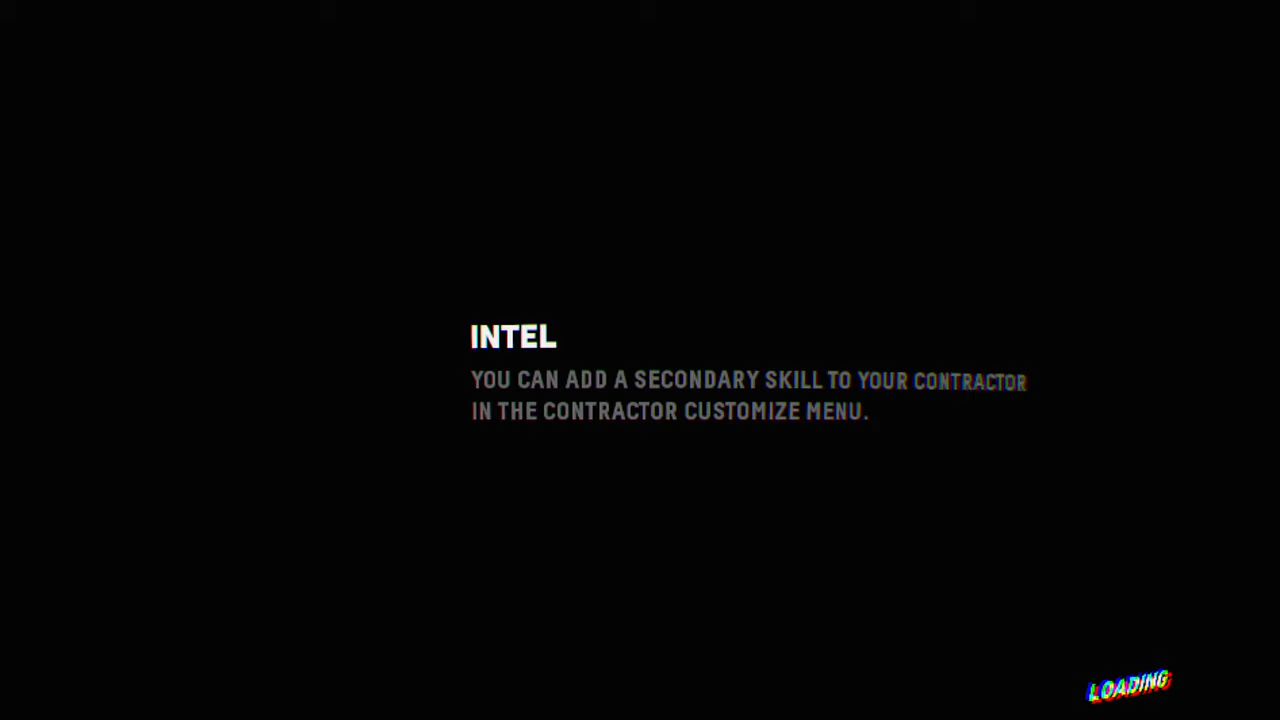 INTEL
YOU CAN ADD A SECONDARY SKILL TO YOUR CONTRACTOR
IN THE CONTRACTOR CUSTOMIZE MENU.
LOADING